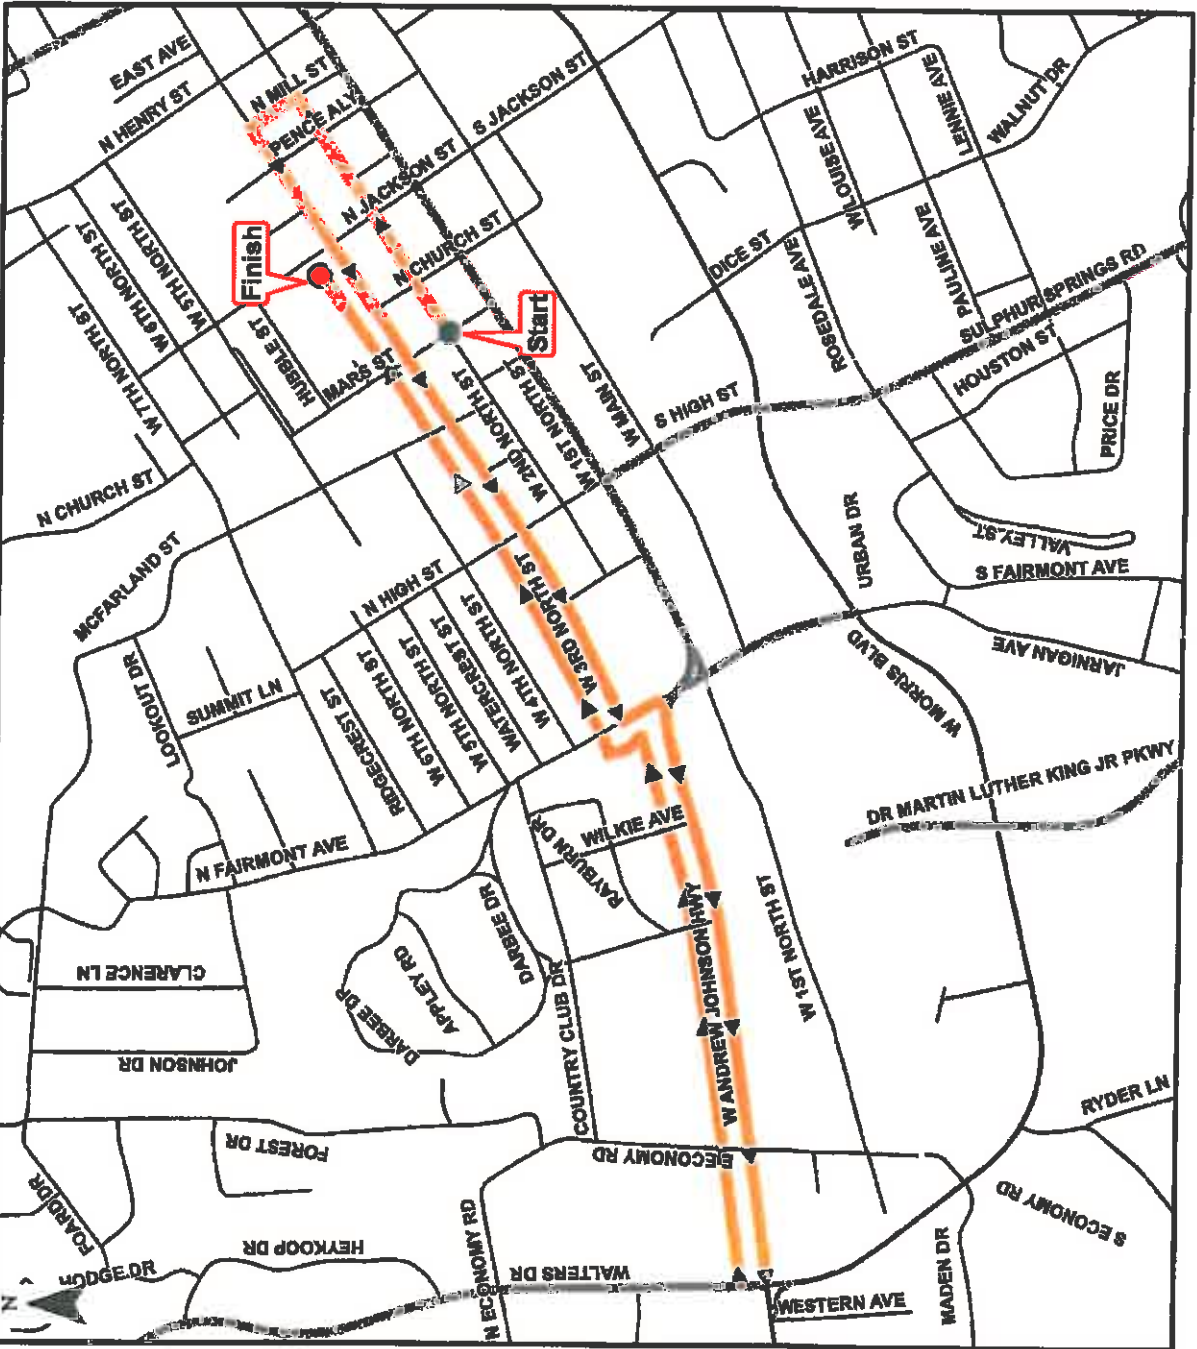 EAST AVE
N HENRY ST
N MILL ST
PENCE ALY
N JACKSON ST
S JACKSON ST
N CHURCH ST
HARRISON ST
LENNIE AVE
WALNUT DR
W LOUISE AVE
PAULINE AVE
DICE ST
ROSEDALE AVE
SULPHUR SPRINGS RD
HOUSTON ST
PRICE DR
W 5TH NORTH ST
W 6TH NORTH ST
W 7TH NORTH ST
Finish
Start
HUBBLE ST
MARS ST
W 2ND NORTH ST
W 1ST NORTH ST
W MAIN ST
S HIGH ST
N CHURCH ST
MCFARLAND ST
N HIGH ST
W 3RD NORTH ST
W 4TH NORTH ST
WATERCREST ST
W 5TH NORTH ST
W 6TH NORTH ST
RIDGECREST ST
SUMMIT LN
LOOKOUT DR
URBAN DR
VALLEY ST
S FAIRMONT AVE
JARNIGAN AVE
W MORRIS BLVD
DR MARTIN LUTHER KING JR PKWY
N FAIRMONT AVE
WILKIE AVE
RAYBURN DR
DARBEE DR
APPLEY RD
DARBEE DR
CLARENCE LN
JOHNSON DR
COUNTRY CLUB DR
W ANDREW JOHNSON HWY
W 1ST NORTH ST
RYDER LN
FOREST DR
E ECONOMY RD
S ECONOMY RD
FOARD DR
HEYKOOP DR
HODGE DR
N ECONOMY RD
WALTERS DR
WESTERN AVE
MADEN DR
N